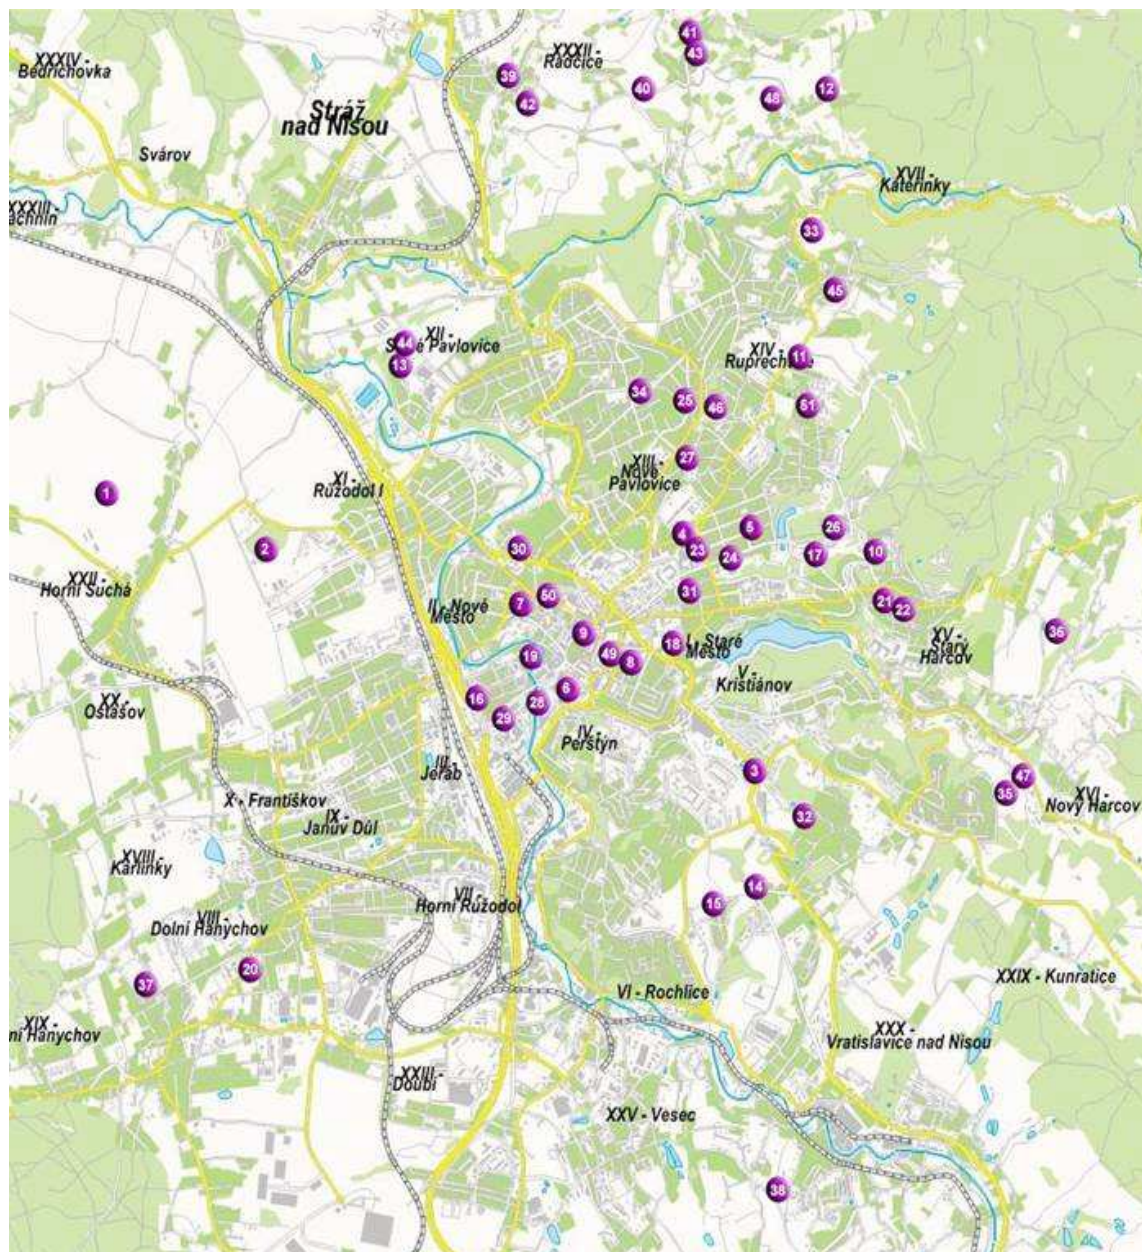 41
XXXII -
Radčice
43
XXXIV -
Bedřichovka
39
40
12
48
42
Stráž
nad Nisou
Svárov
XVII -
Kateřinky
XXXIII -
33
45
44
XII -
Pavlovice
13
11
XIV -
34
25
46
51
27
XIII -
Nové
Pavlovice
XI -
Růžodol I
1
4
5
26
2
23
24
17
10
30
XXII -
Horní Suchá
31
50
7
II - Nové
Město
21
22
9
36
18
I - Staré
Město
XV -
Starý
Harcov
49
8
19
V -
Kristiánov
6
16
28
29
XX -
Ostašov
IV -
Perštýn
III -
Jeřáb
3
47
35
XVI -
Nový Harcov
X - Františkov
IX -
Janův Důl
32
XVIII -
Karlinky
14
15
VII -
Horní Růžodol
VIII -
Dolní Hanychov
20
37
XXIX - Kunratice
VI - Rochlice
XIX -
ní Hanychov
XXX -
Vratislavice nad Nisou
XXIII -
Doubí
XXV - Vesec
38